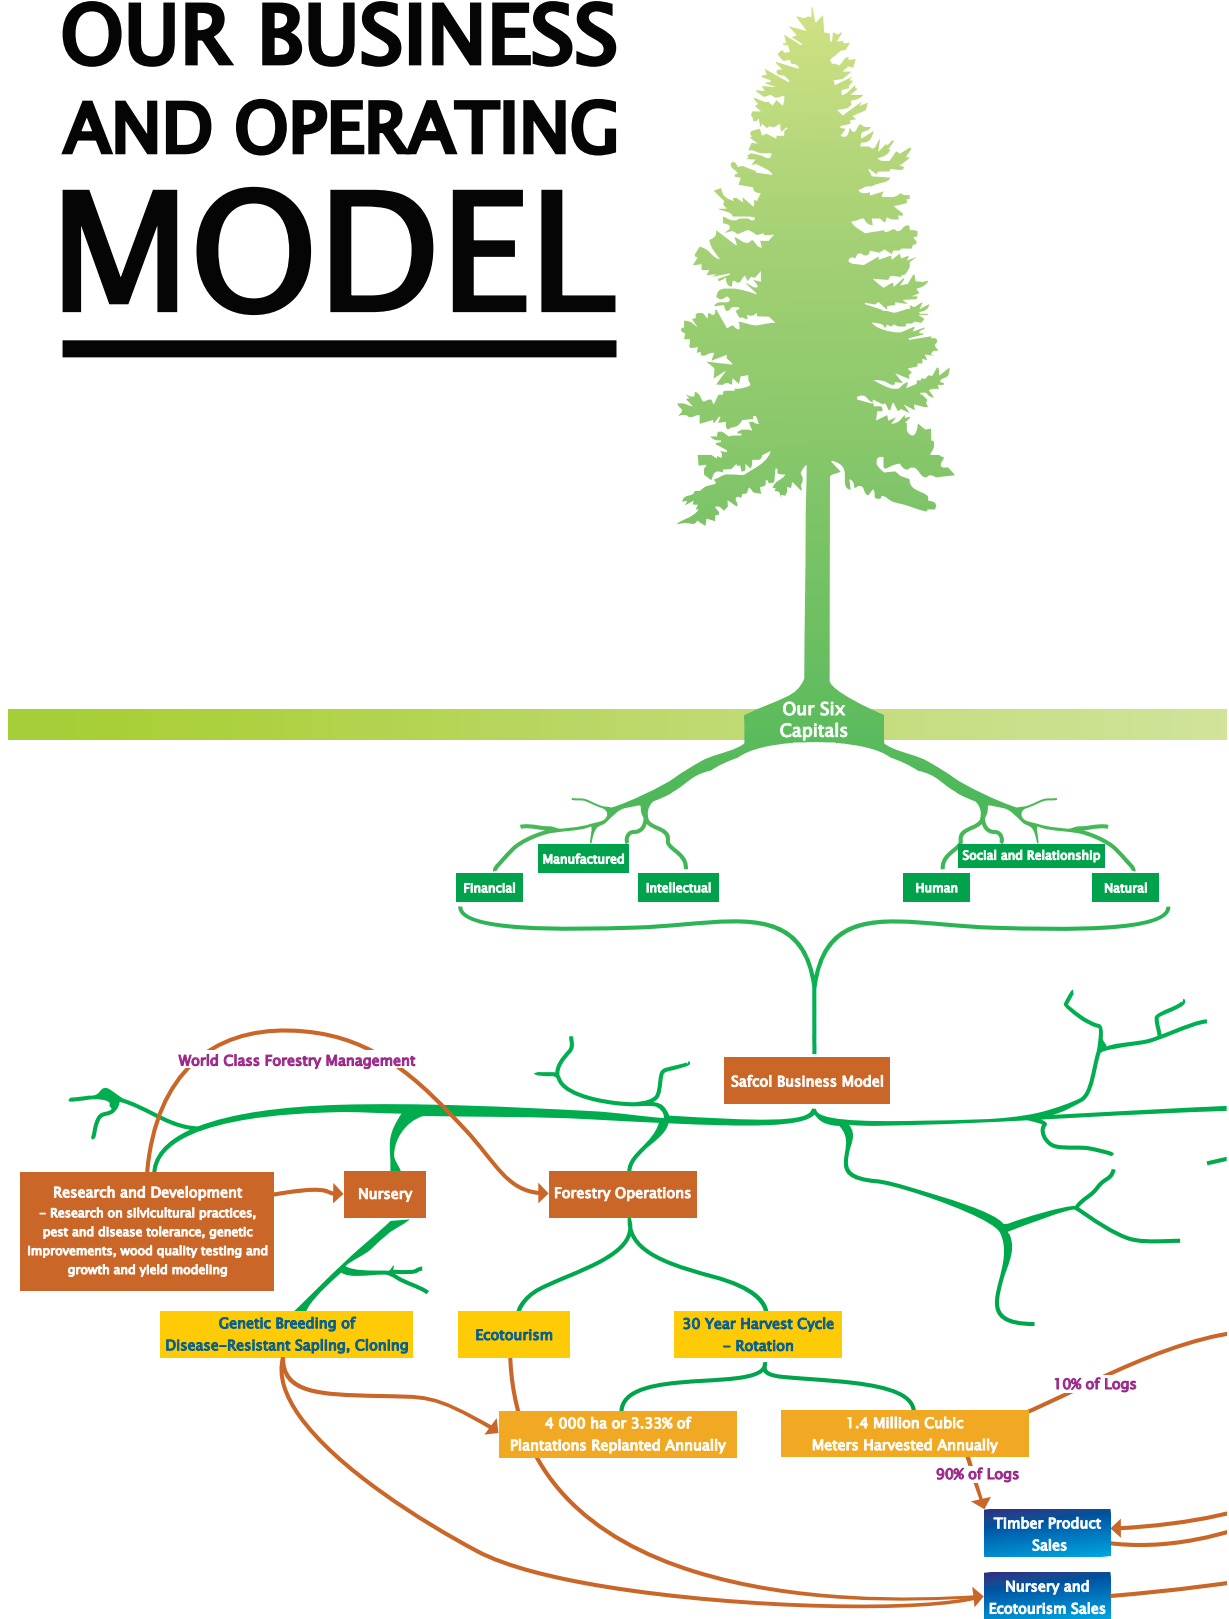 OUR BUSINESS
AND OPERATING
MODEL
Our Six
Capitals
Manufactured
Social and Relationship
Financial
Intellectual
Human
Natural
World Class Forestry Management
Safcol Business Model
Research and Development
- Research on silvicultural practices,
pest and disease tolerance, genetic
improvements, wood quality testing and
growth and yield modeling
Nursery
Forestry Operations
Genetic Breeding of
Disease-Resistant Sapling, Cloning
Ecotourism
30 Year Harvest Cycle
- Rotation
10% of Logs
4 000 ha or 3.33% of
Plantations Replanted Annually
1.4 Million Cubic
Meters Harvested Annually
90% of Logs
Timber Product
Sales
Nursery and
Ecotourism Sales